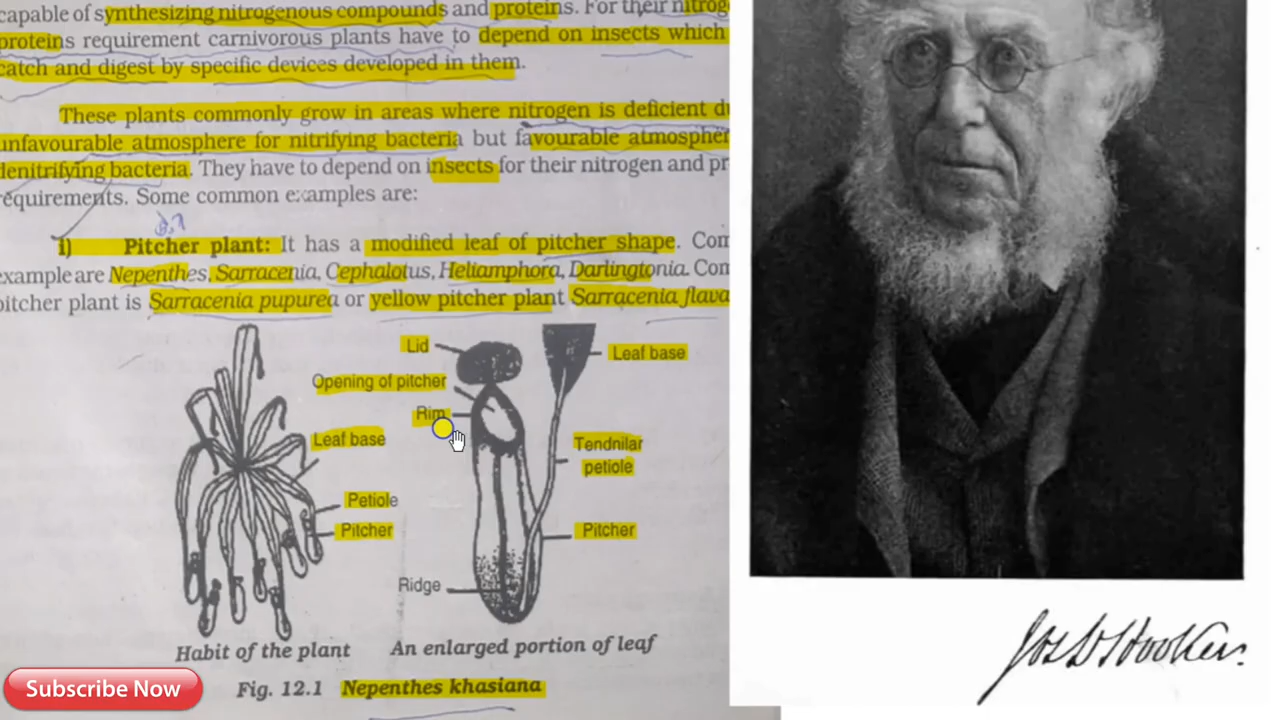 capable of synthesizing nitrogenous compounds and proteins. For their nitrog
proteins requirement carnivorous plants have to depend on insects which
catch and digest by specific devices developed in them.
These plants commonly grow in areas where nitrogen is deficient d
unfavourable atmosphere for nitrifying bacteria but favourable atmospher
denitrifying bacteria. They have to depend on insects for their nitrogen and pr
requirements. Some common examples are:
i) Pitcher plant: It has a modified leaf of pitcher shape. Com
example are Nepenthes, Sarracenia, Cephalotus, Heliamphora, Darlingtonia. Com
pitcher plant is Sarracenia pupurea or yellow pitcher plant Sarracenia flava
Lid
Leaf base
Opening of pitcher
Rim
Leaf base
Tendnilar
petiole
Petiole
Pitcher
Pitcher
Ridge
Habit of the plant
An enlarged portion of leaf
Fig. 12.1 Nepenthes khasiana
Subscribe Now
Jos D Hooker.